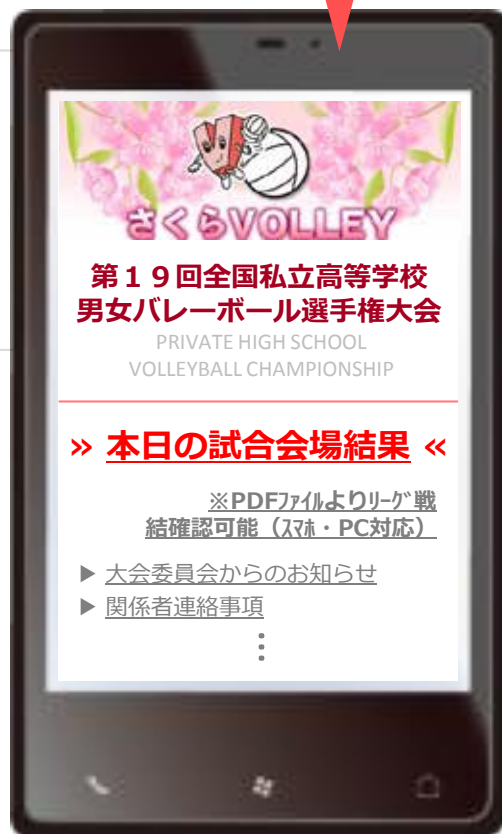 さくらVOLLEY
第１９回全国私立高等学校
男女バレーボール選手権大会
PRIVATE HIGH SCHOOL
VOLLEYBALL CHAMPIONSHIP
» 本日の試合会場結果 «
※PDFﾌｧｲﾙよりﾘｰｸﾞ戦
結確認可能（ｽﾏﾎ・PC対応）
▶ 大会委員会からのお知らせ
▶ 関係者連絡事項
⋮